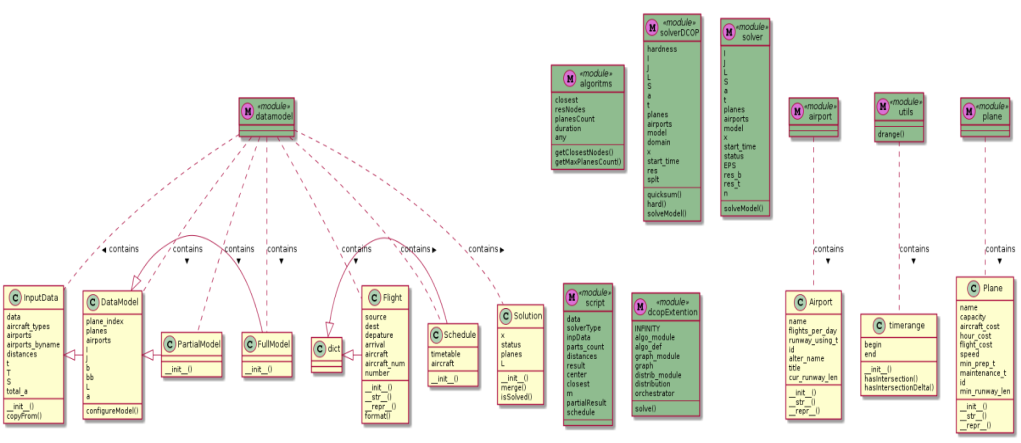 M «module»
datamodel
M «module»
algoritms
closest
resNodes
planesCount
duration
any
getClosestNodes()
getMaxPlanesCount()
M «module»
solverDCOP
hardness
I
J
L
S
a
t
planes
airports
model
domain
x
start_time
res
splt
quicksum()
hard()
solveModel()
M «module»
solver
I
J
L
S
a
t
planes
airports
model
x
start_time
status
EPS
res_b
res_t
n
solveModel()
M «module»
airport
M «module»
utils
drange()
M «module»
plane
contains
contains
contains
contains
contains
contains
contains
contains
contains
contains
C InputData
data
aircraft_types
airports
airports_byname
distances
t
T
S
total_a
__init__()
copyFrom()
C DataModel
plane_index
planes
airports
I
J
b
bb
L
a
configureModel()
C PartialModel
__init__()
C FullModel
__init__()
C dict
C Flight
source
dest
depature
arrival
aircraft
aircraft_num
number
__init__()
__str__()
__repr__()
format()
C Schedule
timetable
aircraft
__init__()
C Solution
x
status
planes
L
__init__()
merge()
isSolved()
M «module»
script
data
solverType
inpData
parts_count
distances
result
center
closest
m
partialResult
schedule
M «module»
dcopExtention
INFINITY
algo_module
algo_def
graph_module
graph
distrib_module
distribution
orchestrator
solve()
C Airport
name
flights_per_day
runway_using_t
id
alter_name
title
cur_runway_len
__init__()
__str__()
__repr__()
C timerange
begin
end
__init__()
hasIntersection()
hasIntersectionDelta()
C Plane
name
capacity
aircraft_cost
hour_cost
flight_cost
speed
min_prep_t
maintenance_t
id
min_runway_len
__init__()
__str__()
__repr__()